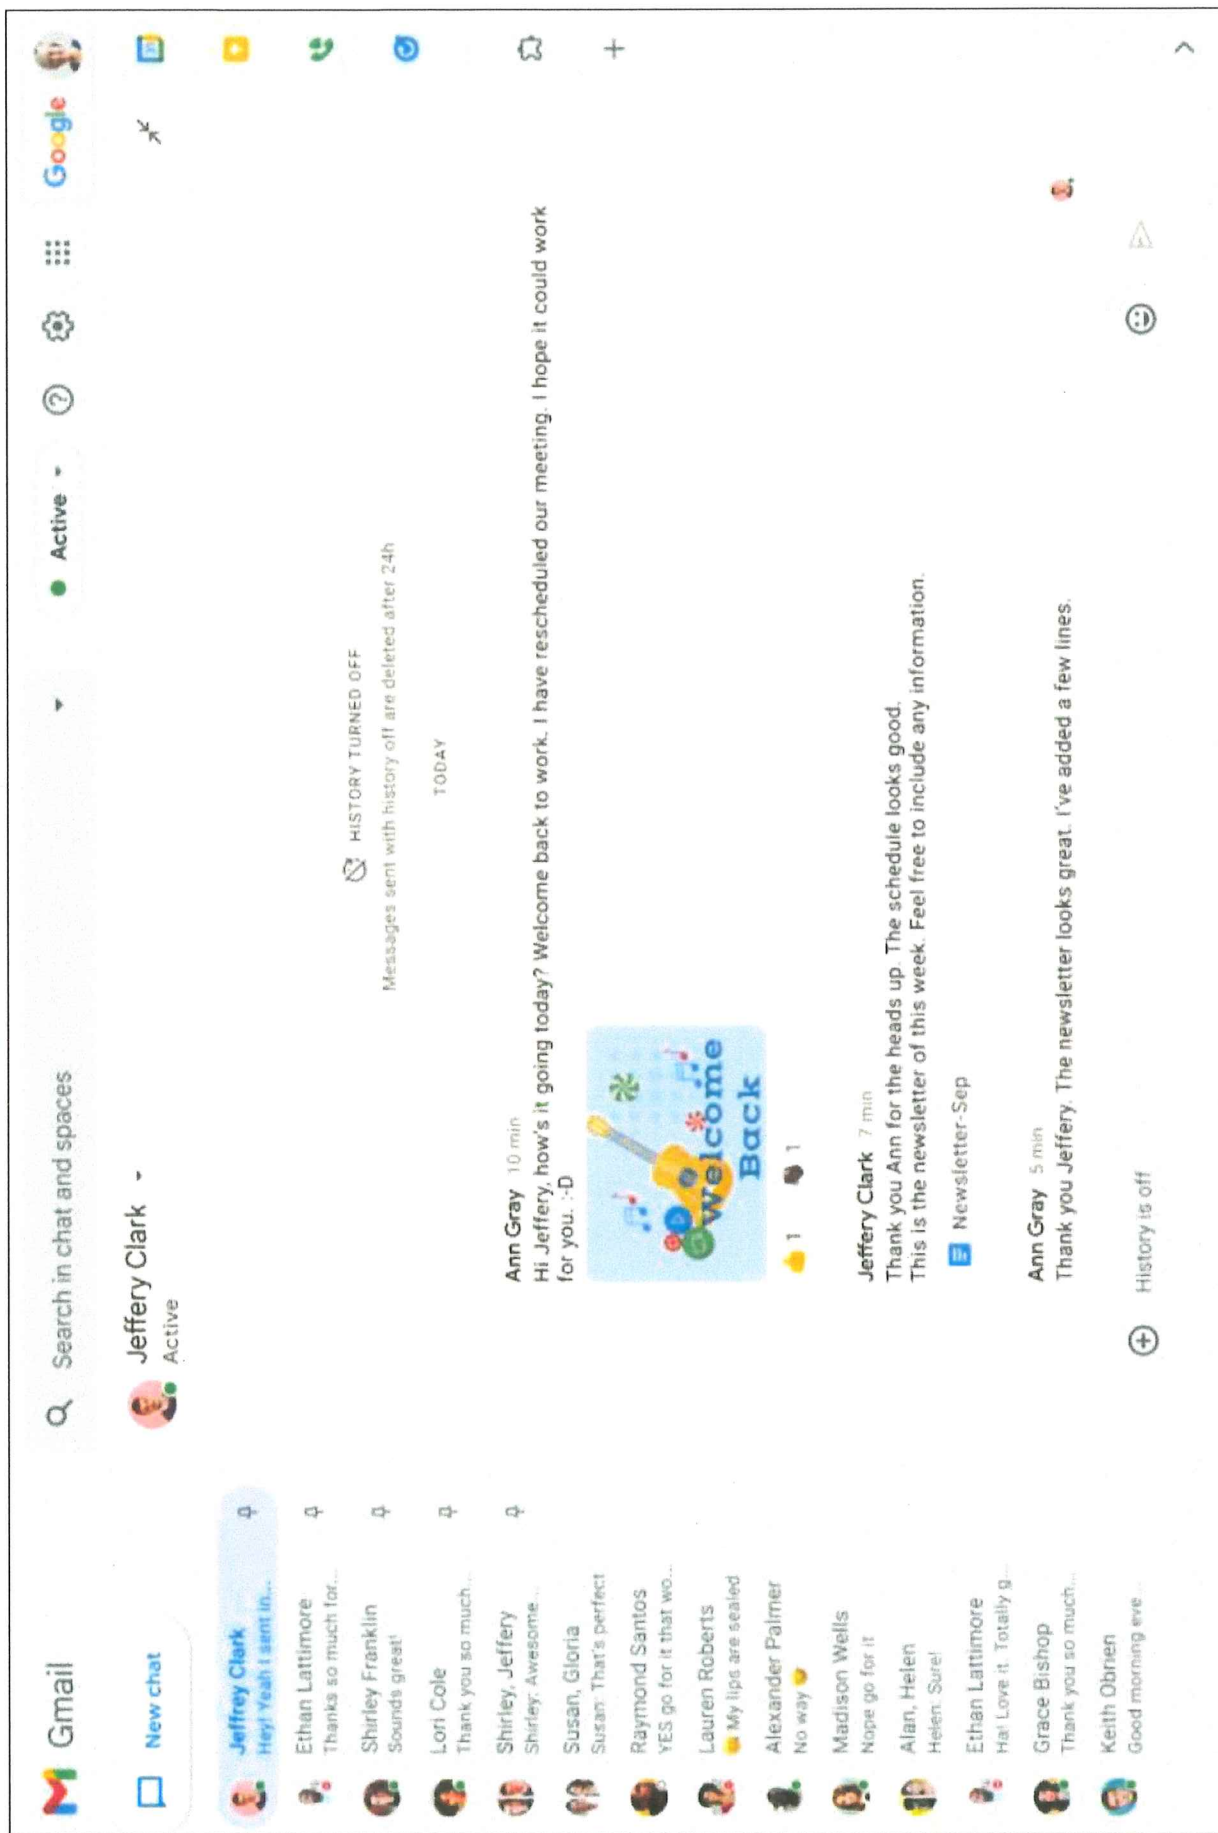 Gmail
Search in chat and spaces
Active
Google
New chat
Jeffery Clark
Active
Jeffrey Clark
Hey! Yeah I sent in...
Ethan Lattimore
Thanks so much for...
Shirley Franklin
Sounds great!
Lori Cole
Thank you so much...
Shirley, Jeffery
Shirley: Awesome...
Susan, Gloria
Susan: That's perfect
Raymond Santos
YES go for it that wo...
Lauren Roberts
My lips are sealed
Alexander Palmer
No way
Madison Wells
Nope go for it
Alan, Helen
Helen: Sure!
Ethan Lattimore
Ha! Love it. Totally g...
Grace Bishop
Thank you so much...
Keith Obrien
Good morning eve...
HISTORY TURNED OFF
Messages sent with history off are deleted after 24h
TODAY
Ann Gray 10 min
Hi Jeffery, how's it going today? Welcome back to work. I have rescheduled our meeting. I hope it could work
for you. :-D
Welcome
Back
👍 1 1
Jeffery Clark 7 min
Thank you Ann for the heads up. The schedule looks good.
This is the newsletter of this week. Feel free to include any information.
Newsletter-Sep
Ann Gray 5 min
Thank you Jeffery. The newsletter looks great. I've added a few lines.
History is off
31